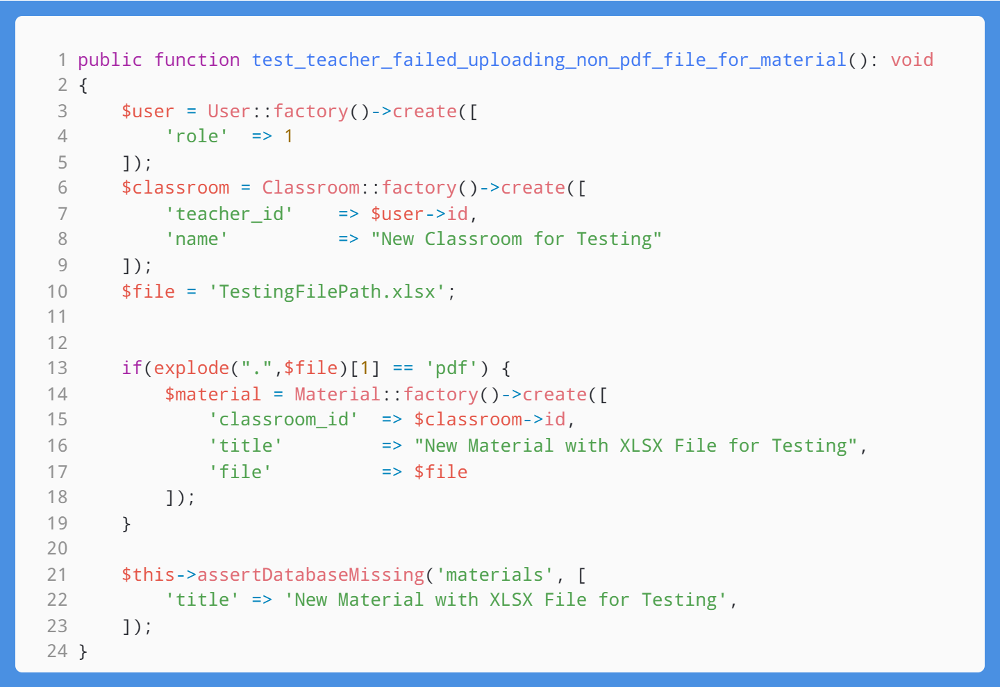 1 public function test_teacher_failed_uploading_non_pdf_file_for_material(): void
2 {
3     $user = User::factory()->create([
4         'role'  => 1
5     ]);
6     $classroom = Classroom::factory()->create([
7         'teacher_id'    => $user->id,
8         'name'          => "New Classroom for Testing"
9     ]);
10     $file = 'TestingFilePath.xlsx';
11
12
13     if(explode(".",$file)[1] == 'pdf') {
14         $material = Material::factory()->create([
15             'classroom_id'  => $classroom->id,
16             'title'         => "New Material with XLSX File for Testing",
17             'file'          => $file
18         ]);
19     }
20
21     $this->assertDatabaseMissing('materials', [
22         'title' => 'New Material with XLSX File for Testing',
23     ]);
24 }